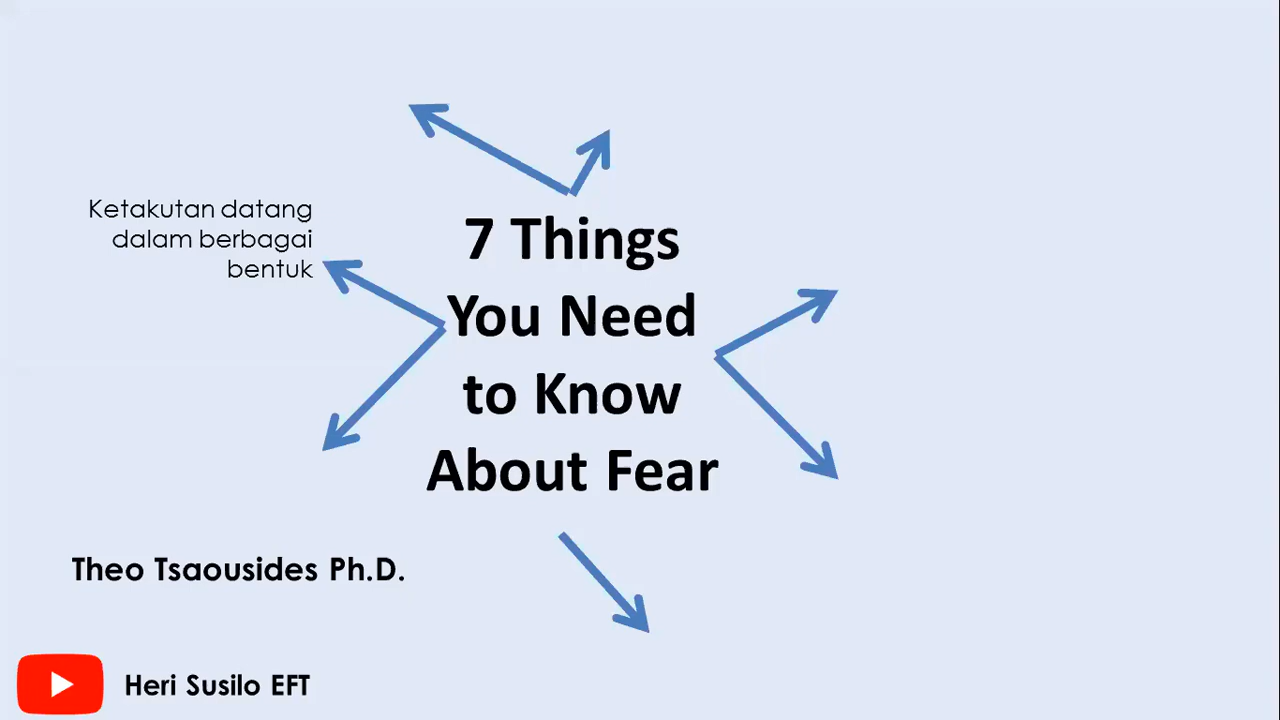 Ketakutan datang
dalam berbagai
bentuk
7 Things
You Need
to Know
About Fear
Theo Tsaousides Ph.D.
Heri Susilo EFT